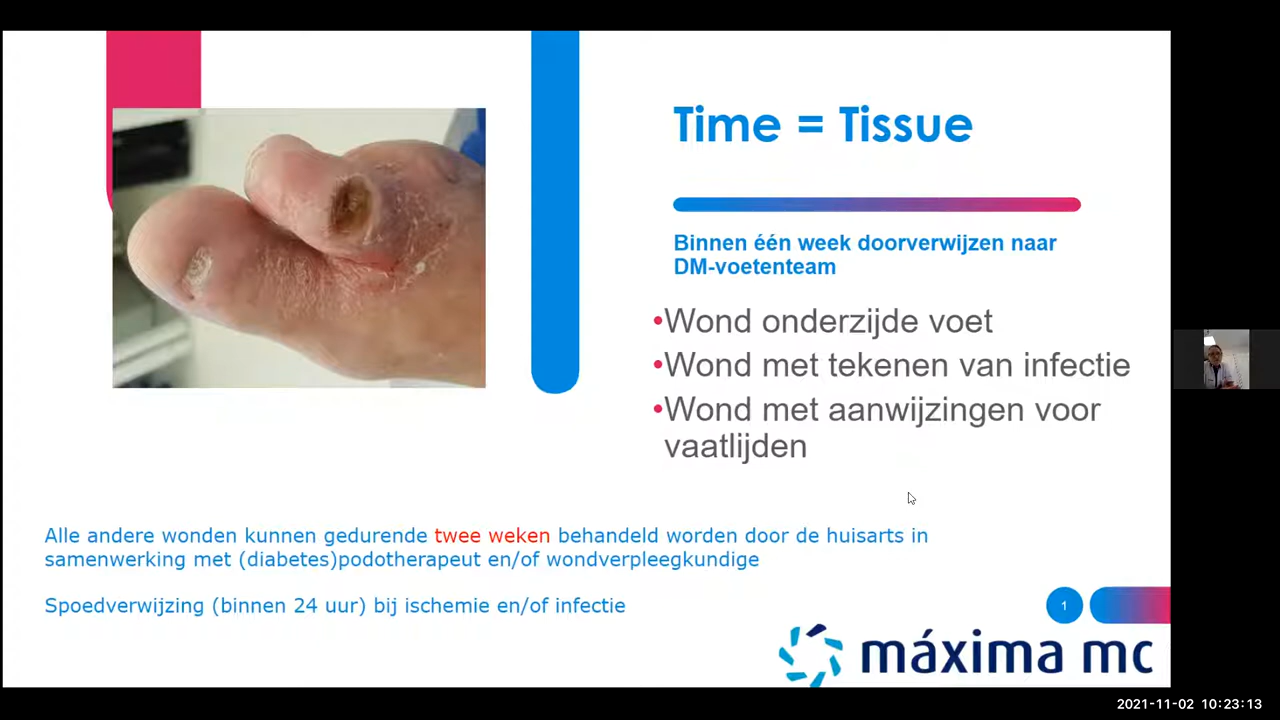 Time = Tissue
Binnen één week doorverwijzen naar
DM-voetenteam
•Wond onderzijde voet
•Wond met tekenen van infectie
•Wond met aanwijzingen voor
vaatlijden
Alle andere wonden kunnen gedurende twee weken behandeld worden door de huisarts in
samenwerking met (diabetes)podotherapeut en/of wondverpleegkundige
Spoedverwijzing (binnen 24 uur) bij ischemie en/of infectie
1
máxima mc
2021-11-02 10:23:13